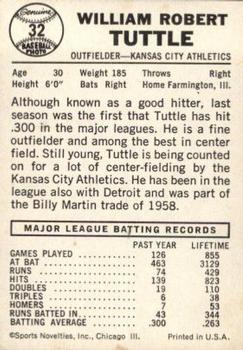 Genuine
32
BASEBALL
PHOTO
WILLIAM ROBERT
TUTTLE
OUTFIELDER—KANSAS CITY ATHLETICS
Age 30 Weight 185 Throws Right
Height 6'0" Bats Right Home Farmington, Ill.
Although known as a good hitter, last
season was the first that Tuttle has hit
.300 in the major leagues. He is a fine
outfielder and among the best in center
field. Still young, Tuttle is being counted
on for a lot of center-fielding by the
Kansas City Athletics. He has been in the
league also with Detroit and was part of
the Billy Martin trade of 1958.
MAJOR LEAGUE BATTING RECORDS
PAST YEAR LIFETIME
GAMES PLAYED 126 855
AT BAT 463 3129
RUNS 74 429
HITS 139 823
DOUBLES 19 110
TRIPLES 6 38
HOMERS 7 53
RUNS BATTED IN 43 344
BATTING AVERAGE .300 .263
©Sports Novelties, Inc., Chicago Ill. Printed in U.S.A.